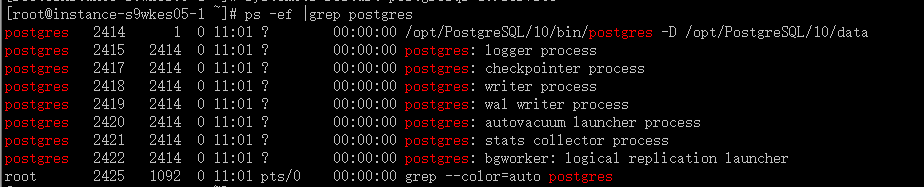 [root@instance-s9wkes05-1 ~]# ps -ef |grep postgres
postgres 2414 1 0 11:01 ? 00:00:00 /opt/PostgreSQL/10/bin/postgres -D /opt/PostgreSQL/10/data
postgres 2415 2414 0 11:01 ? 00:00:00 postgres: logger process
postgres 2417 2414 0 11:01 ? 00:00:00 postgres: checkpointer process
postgres 2418 2414 0 11:01 ? 00:00:00 postgres: writer process
postgres 2419 2414 0 11:01 ? 00:00:00 postgres: wal writer process
postgres 2420 2414 0 11:01 ? 00:00:00 postgres: autovacuum launcher process
postgres 2421 2414 0 11:01 ? 00:00:00 postgres: stats collector process
postgres 2422 2414 0 11:01 ? 00:00:00 postgres: bgworker: logical replication launcher
root 2425 1092 0 11:01 pts/0 00:00:00 grep --color=auto postgres